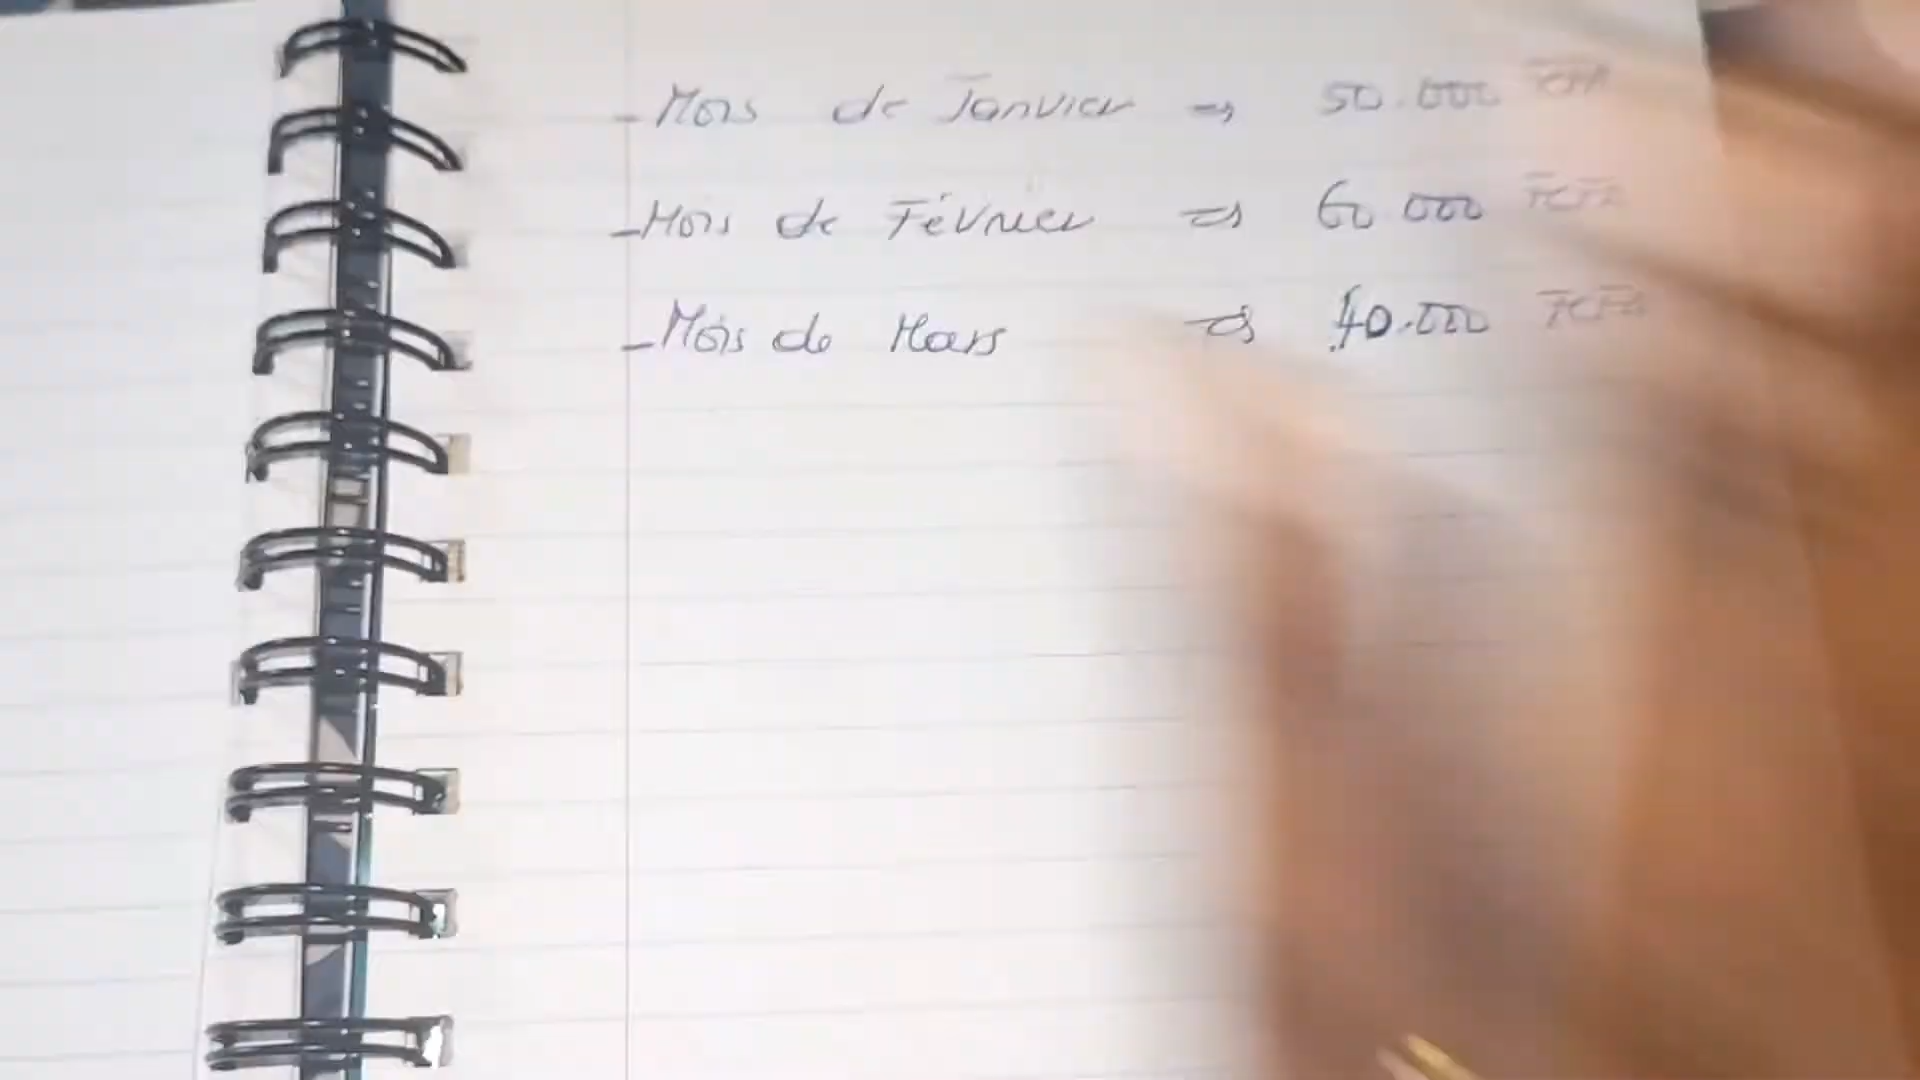 - Mois de Janvier => 50.000 FCFA
- Mois de Février => 60 000 FCFA
- Mois de Mars => 40.000 FCFA